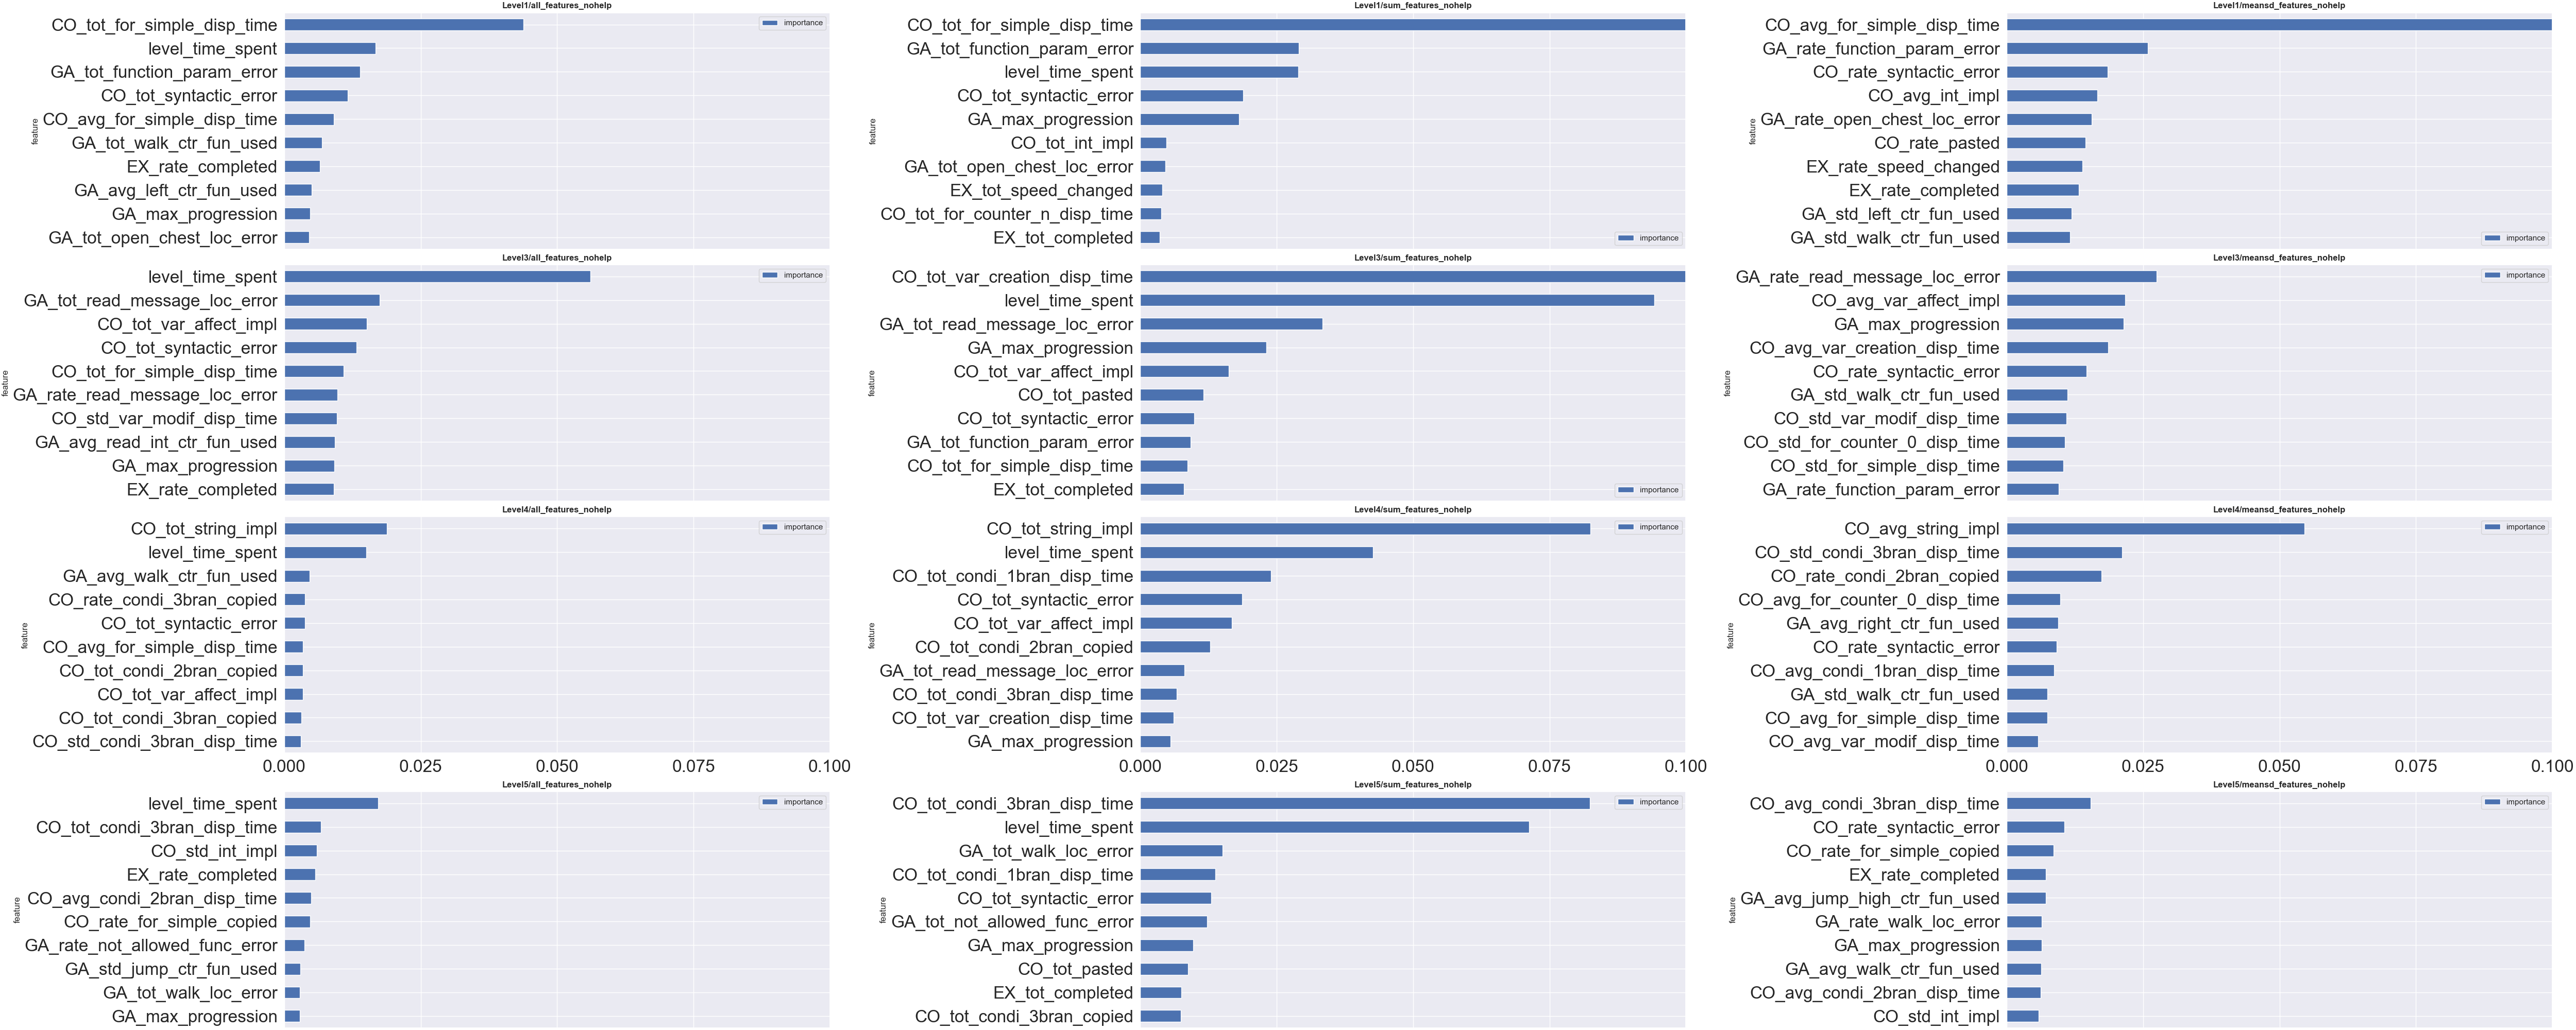 Level1/all_features_nohelp
CO_tot_for_simple_disp_time
level_time_spent
GA_tot_function_param_error
CO_tot_syntactic_error
CO_avg_for_simple_disp_time
GA_tot_walk_ctr_fun_used
EX_rate_completed
GA_avg_left_ctr_fun_used
GA_max_progression
GA_tot_open_chest_loc_error
feature
importance
Level1/sum_features_nohelp
CO_tot_for_simple_disp_time
GA_tot_function_param_error
level_time_spent
CO_tot_syntactic_error
GA_max_progression
CO_tot_int_impl
GA_tot_open_chest_loc_error
EX_tot_speed_changed
CO_tot_for_counter_n_disp_time
EX_tot_completed
feature
importance
Level1/meansd_features_nohelp
CO_avg_for_simple_disp_time
GA_rate_function_param_error
CO_rate_syntactic_error
CO_avg_int_impl
GA_rate_open_chest_loc_error
CO_rate_pasted
EX_rate_speed_changed
EX_rate_completed
GA_std_left_ctr_fun_used
GA_std_walk_ctr_fun_used
feature
importance
Level3/all_features_nohelp
level_time_spent
GA_tot_read_message_loc_error
CO_tot_var_affect_impl
CO_tot_syntactic_error
CO_tot_for_simple_disp_time
GA_rate_read_message_loc_error
CO_std_var_modif_disp_time
GA_avg_read_int_ctr_fun_used
GA_max_progression
EX_rate_completed
feature
importance
Level3/sum_features_nohelp
CO_tot_var_creation_disp_time
level_time_spent
GA_tot_read_message_loc_error
GA_max_progression
CO_tot_var_affect_impl
CO_tot_pasted
CO_tot_syntactic_error
GA_tot_function_param_error
CO_tot_for_simple_disp_time
EX_tot_completed
feature
importance
Level3/meansd_features_nohelp
GA_rate_read_message_loc_error
CO_avg_var_affect_impl
GA_max_progression
CO_avg_var_creation_disp_time
CO_rate_syntactic_error
GA_std_walk_ctr_fun_used
CO_std_var_modif_disp_time
CO_std_for_counter_0_disp_time
CO_std_for_simple_disp_time
GA_rate_function_param_error
feature
importance
Level4/all_features_nohelp
CO_tot_string_impl
level_time_spent
GA_avg_walk_ctr_fun_used
CO_rate_condi_3bran_copied
CO_tot_syntactic_error
CO_avg_for_simple_disp_time
CO_tot_condi_2bran_copied
CO_tot_var_affect_impl
CO_tot_condi_3bran_copied
CO_std_condi_3bran_disp_time
feature
importance
0.000 0.025 0.050 0.075 0.100
Level4/sum_features_nohelp
CO_tot_string_impl
level_time_spent
CO_tot_condi_1bran_disp_time
CO_tot_syntactic_error
CO_tot_var_affect_impl
CO_tot_condi_2bran_copied
GA_tot_read_message_loc_error
CO_tot_condi_3bran_disp_time
CO_tot_var_creation_disp_time
GA_max_progression
feature
importance
0.000 0.025 0.050 0.075 0.100
Level4/meansd_features_nohelp
CO_avg_string_impl
CO_std_condi_3bran_disp_time
CO_rate_condi_2bran_copied
CO_avg_for_counter_0_disp_time
GA_avg_right_ctr_fun_used
CO_rate_syntactic_error
CO_avg_condi_1bran_disp_time
GA_std_walk_ctr_fun_used
CO_avg_for_simple_disp_time
CO_avg_var_modif_disp_time
feature
importance
0.000 0.025 0.050 0.075 0.100
Level5/all_features_nohelp
level_time_spent
CO_tot_condi_3bran_disp_time
CO_std_int_impl
EX_rate_completed
CO_avg_condi_2bran_disp_time
CO_rate_for_simple_copied
GA_rate_not_allowed_func_error
GA_std_jump_ctr_fun_used
GA_tot_walk_loc_error
GA_max_progression
feature
importance
Level5/sum_features_nohelp
CO_tot_condi_3bran_disp_time
level_time_spent
GA_tot_walk_loc_error
CO_tot_condi_1bran_disp_time
CO_tot_syntactic_error
GA_tot_not_allowed_func_error
GA_max_progression
CO_tot_pasted
EX_tot_completed
CO_tot_condi_3bran_copied
feature
importance
Level5/meansd_features_nohelp
CO_avg_condi_3bran_disp_time
CO_rate_syntactic_error
CO_rate_for_simple_copied
EX_rate_completed
GA_avg_jump_high_ctr_fun_used
GA_rate_walk_loc_error
GA_max_progression
GA_avg_walk_ctr_fun_used
CO_avg_condi_2bran_disp_time
CO_std_int_impl
feature
importance